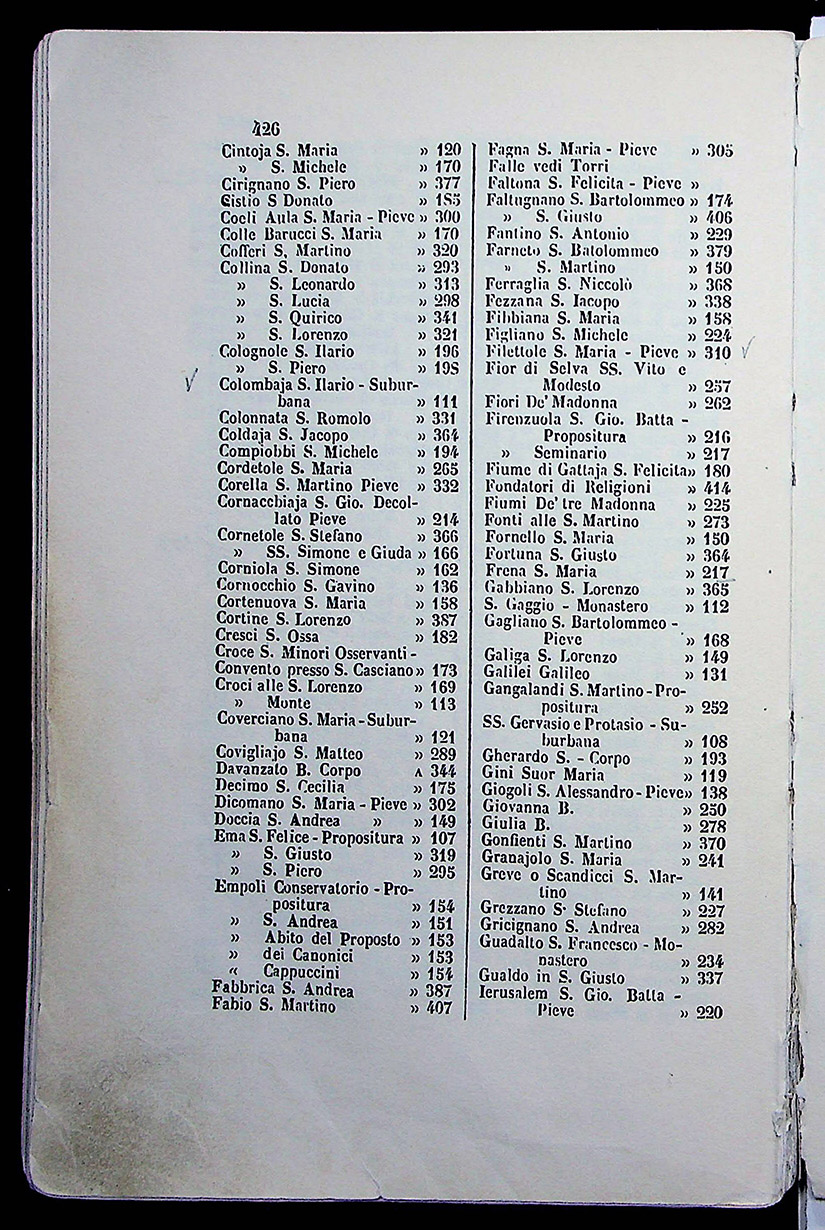 426
Cintoja S. Maria » 120
» S. Michele » 170
Cirignano S. Piero » 377
Cistio S Donato » 185
Coeli Aula S. Maria - Pieve » 300
Colle Barucci S. Maria » 170
Cofferi S. Martino » 320
Collina S. Donato » 293
» S. Leonardo » 313
» S. Lucia » 298
» S. Quirico » 341
» S. Lorenzo » 321
Colognole S. Ilario » 196
» S. Piero » 198
Colombaja S. Ilario - Subur-
bana » 111
Colonnata S. Romolo » 331
Coldaja S. Jacopo » 364
Compiobbi S. Michele » 194
Cordetole S. Maria » 265
Corella S. Martino Pieve » 332
Cornacchiaja S. Gio. Decol-
lato Pieve » 214
Cornetole S. Stefano » 366
» SS. Simone e Giuda » 166
Corniola S. Simone » 162
Cornocchio S. Gavino » 136
Cortenuova S. Maria » 158
Cortine S. Lorenzo » 387
Cresci S. Ossa » 182
Croce S. Minori Osservanti -
Convento presso S. Casciano » 173
Croci alle S. Lorenzo » 169
» Monte » 113
Coverciano S. Maria - Subur-
bana » 121
Covigliajo S. Matteo » 289
Davanzato B. Corpo ʌ 344
Decimo S. Cecilia » 175
Dicomano S. Maria - Pieve » 302
Doccia S. Andrea » » 149
Ema S. Felice - Propositura » 107
» S. Giusto » 319
» S. Piero » 295
Empoli Conservatorio - Pro-
positura » 154
» S. Andrea » 151
» Abito del Proposto » 153
» dei Canonici » 153
« Cappuccini » 154
Fabbrica S. Andrea » 387
Fabio S. Martino » 407
Fagna S. Maria - Pieve » 305
Falle vedi Torri
Faltona S. Felicita - Pieve »
Faltugnano S. Bartolommeo » 174
» S. Giusto » 406
Fantino S. Antonio » 229
Farneto S. Batolommeo » 379
» S. Martino » 150
Ferraglia S. Niccolò » 368
Fezzana S. Iacopo » 338
Fibbiana S. Maria » 158
Figliano S. Michele » 224
Filettole S. Maria - Pieve » 310
Fior di Selva SS. Vito e
Modesto » 257
Fiori De' Madonna » 262
Firenzuola S. Gio. Batta -
Propositura » 216
» Seminario » 217
Fiume di Gattaja S. Felicita » 180
Fondatori di Religioni » 414
Fiumi De' tre Madonna » 225
Fonti alle S. Martino » 273
Fornello S. Maria » 150
Fortuna S. Giusto » 364
Frena S. Maria » 217
Gabbiano S. Lorenzo » 365
S. Gaggio - Monastero » 112
Gagliano S. Bartolommeo -
Pieve » 168
Galiga S. Lorenzo » 149
Galilei Galileo » 131
Gangalandi S. Martino - Pro-
positura » 252
SS. Gervasio e Protasio - Su-
burbana » 108
Gherardo S. - Corpo » 193
Gini Suor Maria » 119
Giogoli S. Alessandro - Pieve » 138
Giovanna B. » 250
Giulia B. » 278
Gonfienti S. Martino » 370
Granajolo S. Maria » 241
Greve o Scandicci S. Mar-
tino » 141
Grezzano S· Stefano » 227
Gricignano S. Andrea » 282
Guadalto S. Francesco - Mo-
nastero » 234
Gualdo in S. Giusto » 337
Ierusalem S. Gio. Batta -
Pieve » 220